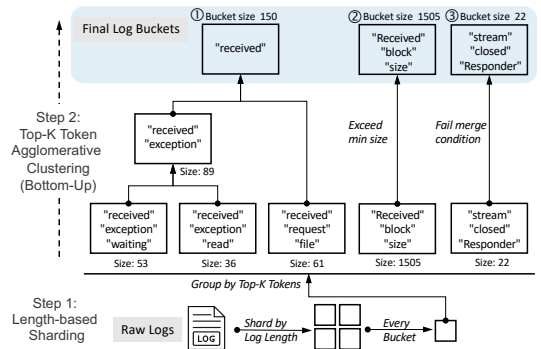 Final Log Buckets
① Bucket size 150
"received"
② Bucket size 1505
"Received"
"block"
"size"
③ Bucket size 22
"stream"
"closed"
"Responder"
Step 2:
Top-K Token
Agglomerative
Clustering
(Bottom-Up)
"received"
"exception"
Size: 89
Exceed
min size
Fail merge
condition
"received"
"exception"
"waiting"
Size: 53
"received"
"exception"
"read"
Size: 36
"received"
"request"
"file"
Size: 61
"Received"
"block"
"size"
Size: 1505
"stream"
"closed"
"Responder"
Size: 22
Group by Top-K Tokens
Step 1:
Length-based
Sharding
Raw Logs
LOG
Shard by
Log Length
Every
Bucket